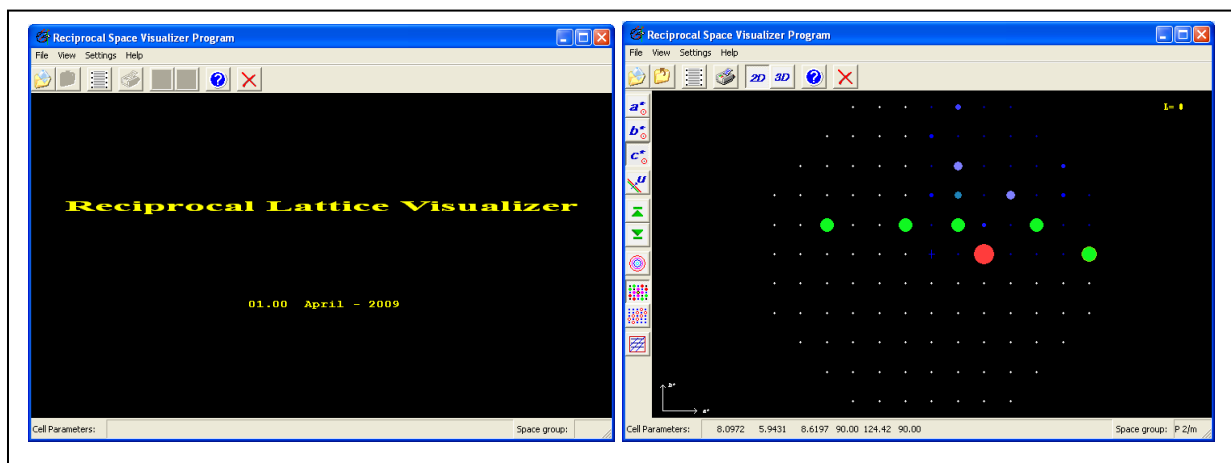 Reciprocal Space Visualizer Program
File View Settings Help
Reciprocal Lattice Visualizer
01.00 April - 2009
Cell Parameters:
Space group:
Reciprocal Space Visualizer Program
File View Settings Help
2D 3D
a*
b*
c*
u
L= 0
b*
a*
Cell Parameters: 8.0972 5.9431 8.6197 90.00 124.42 90.00 Space group: P 2/m